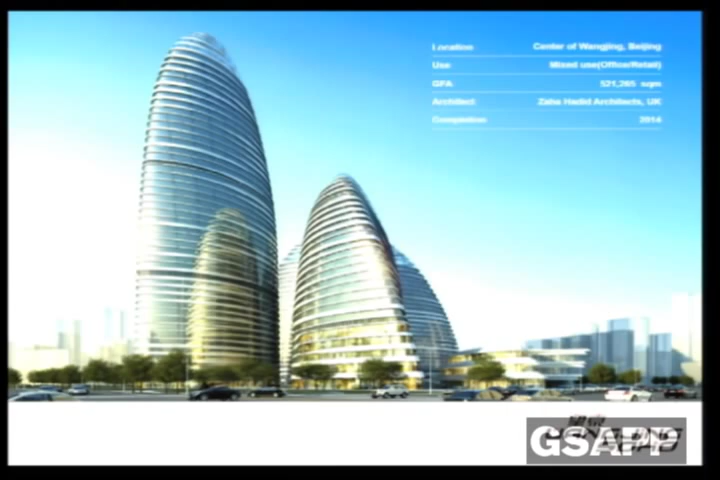 Location Center of Wangjing, Beijing
Use Mixed use(Office/Retail)
GFA 521,265 sqm
Architect Zaha Hadid Architects, UK
Completion 2014
GSAPP